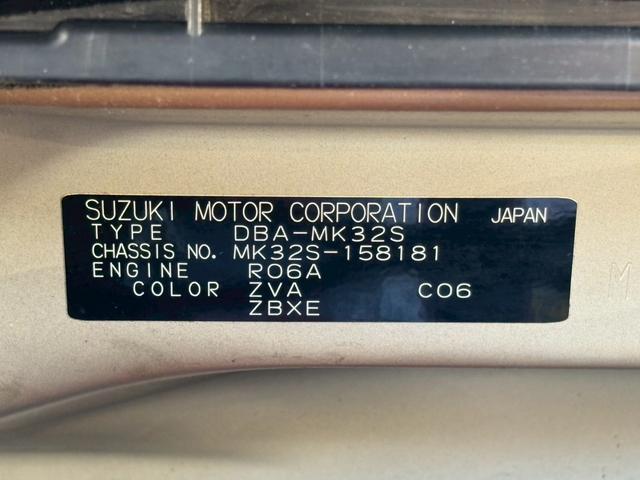 SUZUKI MOTOR CORPORATION JAPAN
TYPE DBA-MK32S
CHASSIS NO. MK32S-158181
ENGINE R06A
COLOR ZVA C06
ZBXE